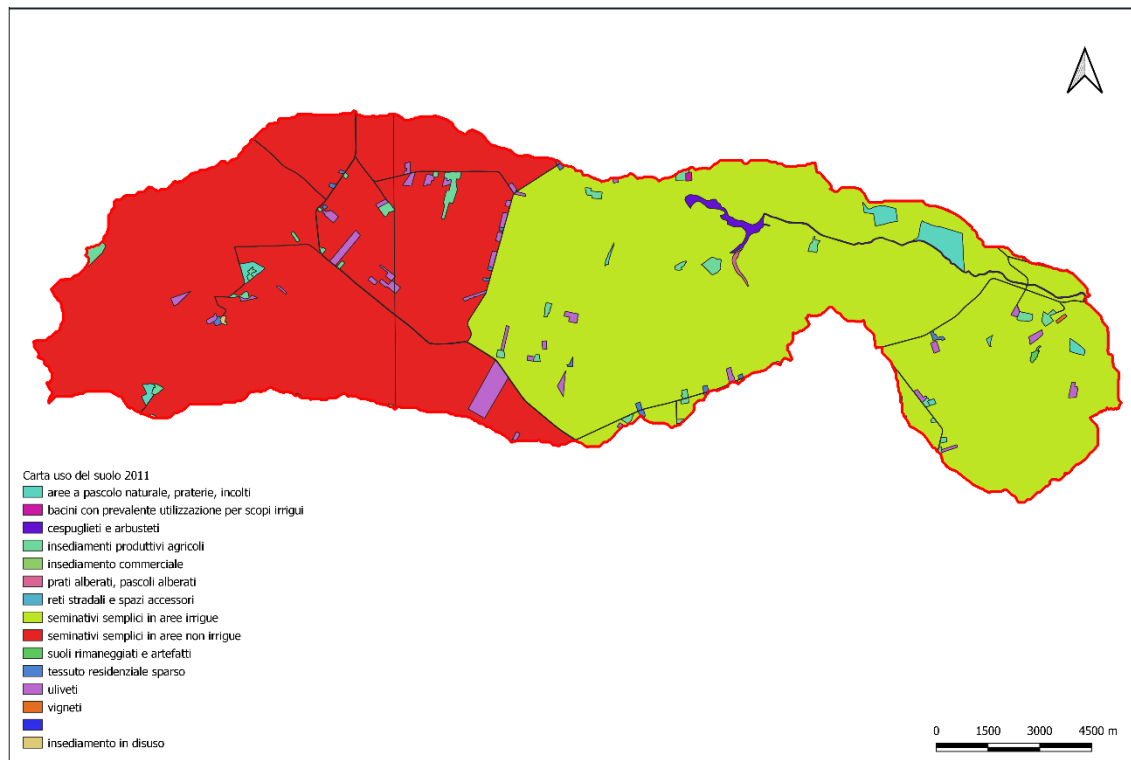 Carta uso del suolo 2011
aree a pascolo naturale, praterie, incolti
bacini con prevalente utilizzazione per scopi irrigui
cespuglieti e arbusteti
insediamenti produttivi agricoli
insediamento commerciale
prati alberati, pascoli alberati
reti stradali e spazi accessori
seminativi semplici in aree irrigue
seminativi semplici in aree non irrigue
suoli rimaneggiati e artefatti
tessuto residenziale sparso
uliveti
vigneti
insediamento in disuso
0 1500 3000 4500 m